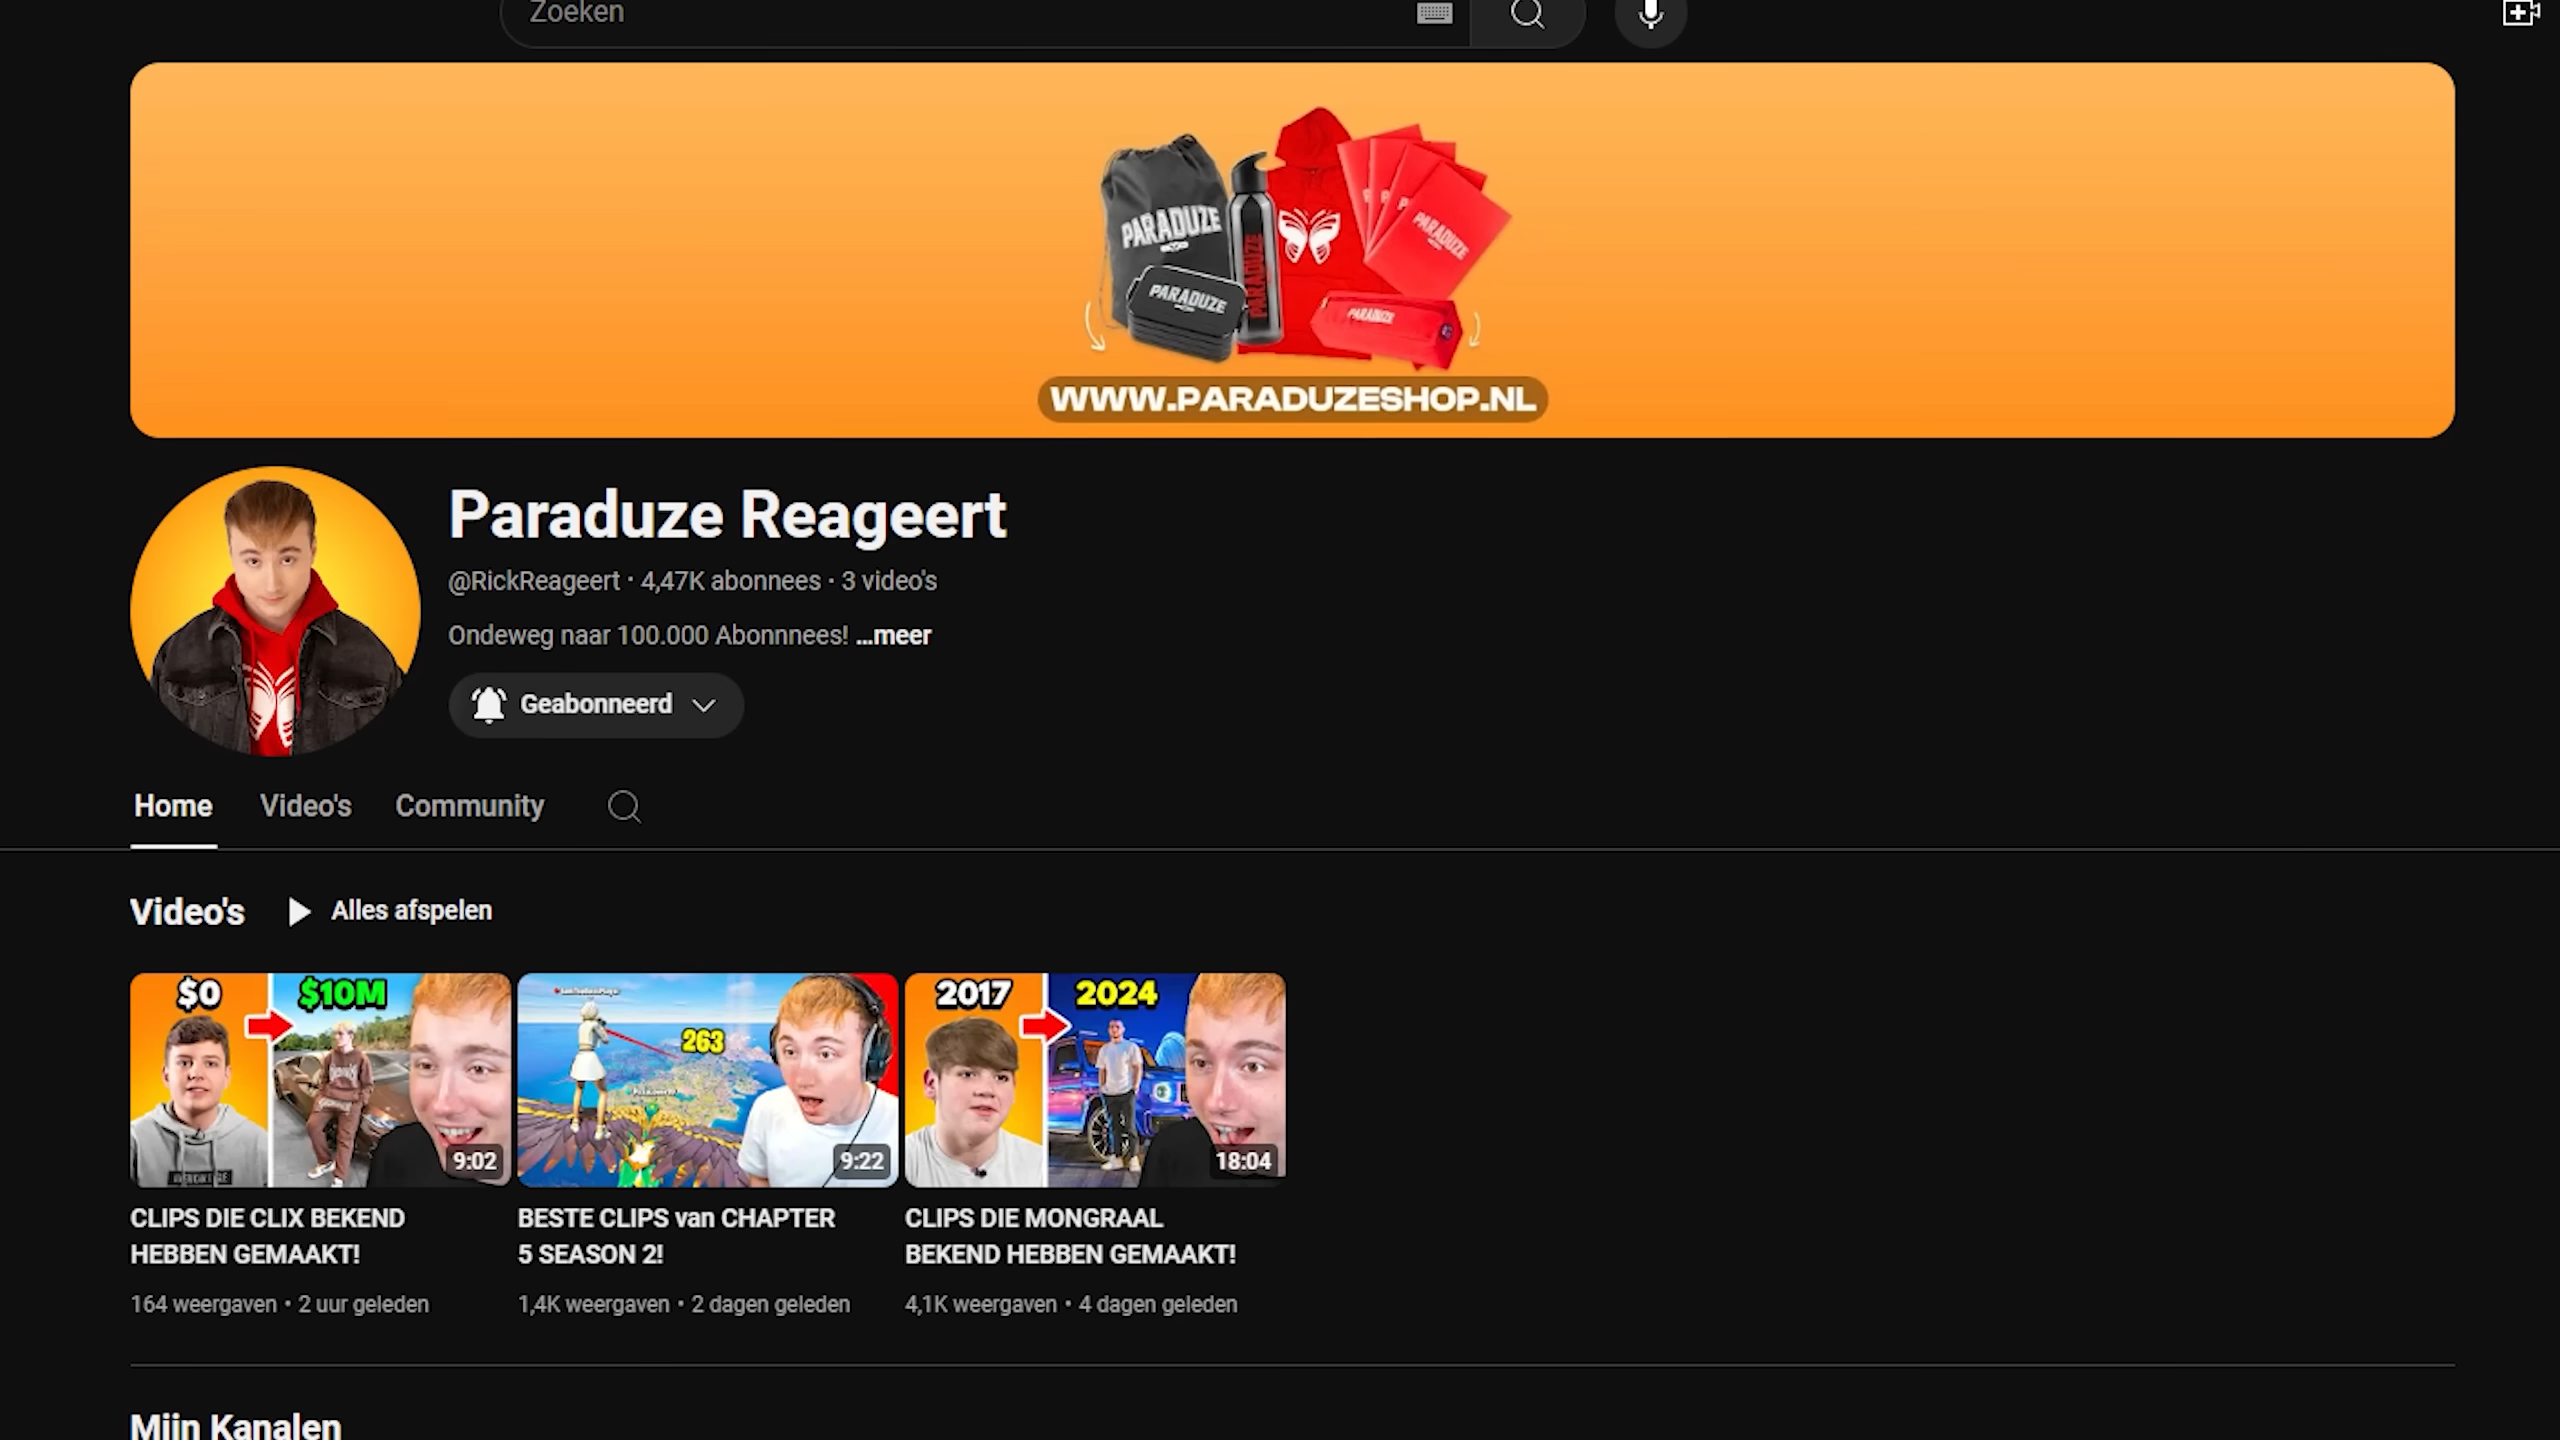 Zoeken
PARADUZE
PARADUZE
PARADUZE
PARADUZE
PARADUZE
WWW.PARADUZESHOP.NL
Paraduze Reageert
@RickReageert · 4,47K abonnees · 3 video's
Ondeweg naar 100.000 Abonnnees! ...meer
Geabonneerd
Home Video's Community
Video's Alles afspelen
$0 $10M
9:02
263
9:22
2017 2024
18:04
CLIPS DIE CLIX BEKEND
HEBBEN GEMAAKT!
164 weergaven • 2 uur geleden
BESTE CLIPS van CHAPTER
5 SEASON 2!
1,4K weergaven • 2 dagen geleden
CLIPS DIE MONGRAAL
BEKEND HEBBEN GEMAAKT!
4,1K weergaven • 4 dagen geleden
Mijn Kanalen